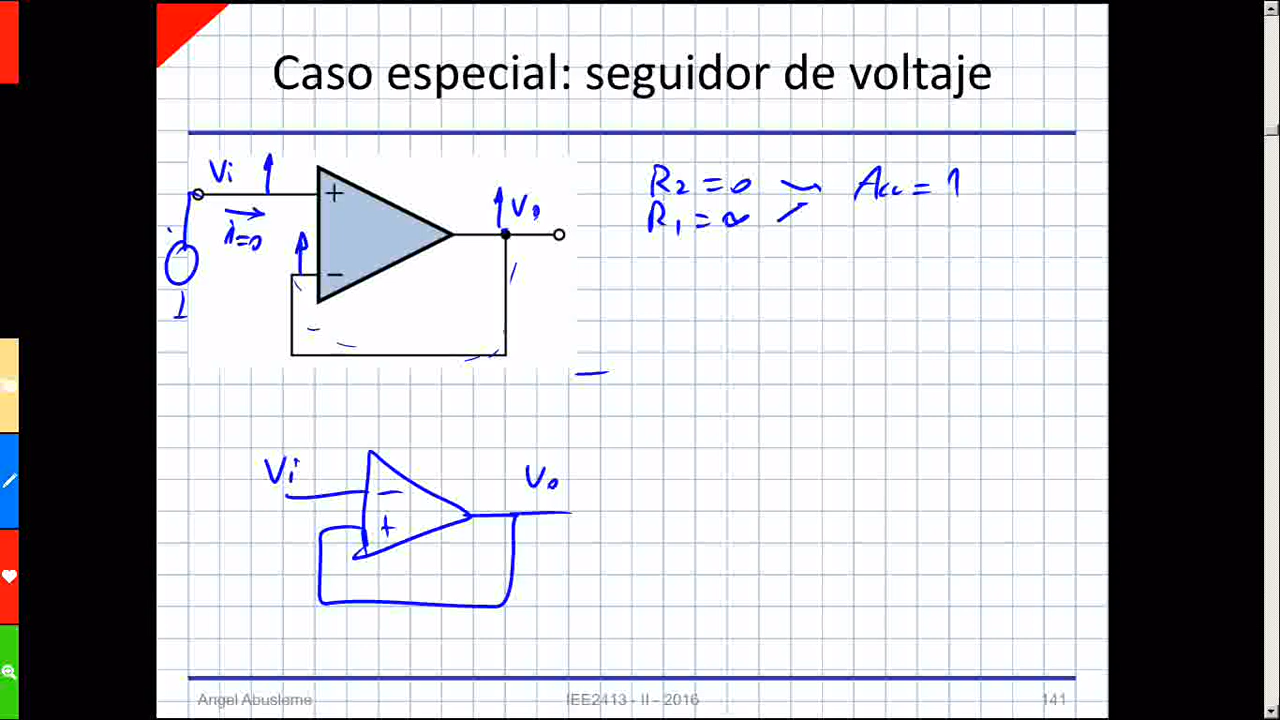 Caso especial: seguidor de voltaje
Vi
+
i=0
−
Vo
R2 = 0
R1 = ∞
Acc = 1
Vi
−
+
Vo
Angel Abusleme
IEE2413 - II - 2016
141